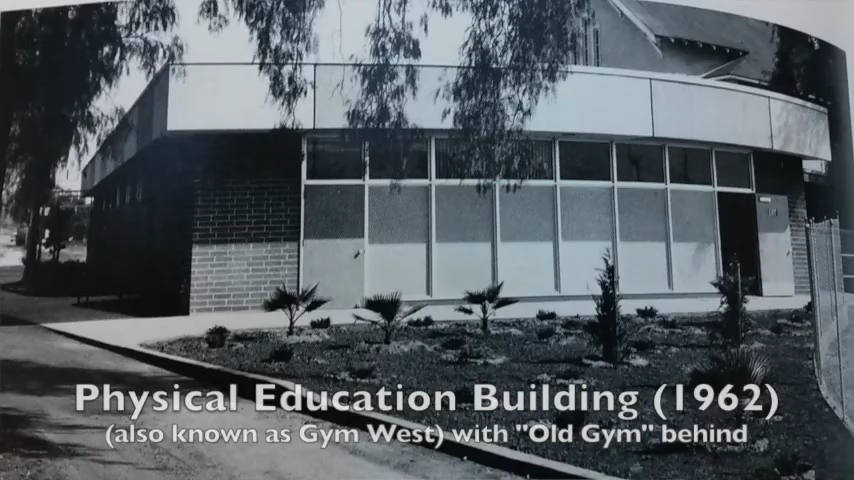 Physical Education Building (1962)
(also known as Gym West) with "Old Gym" behind